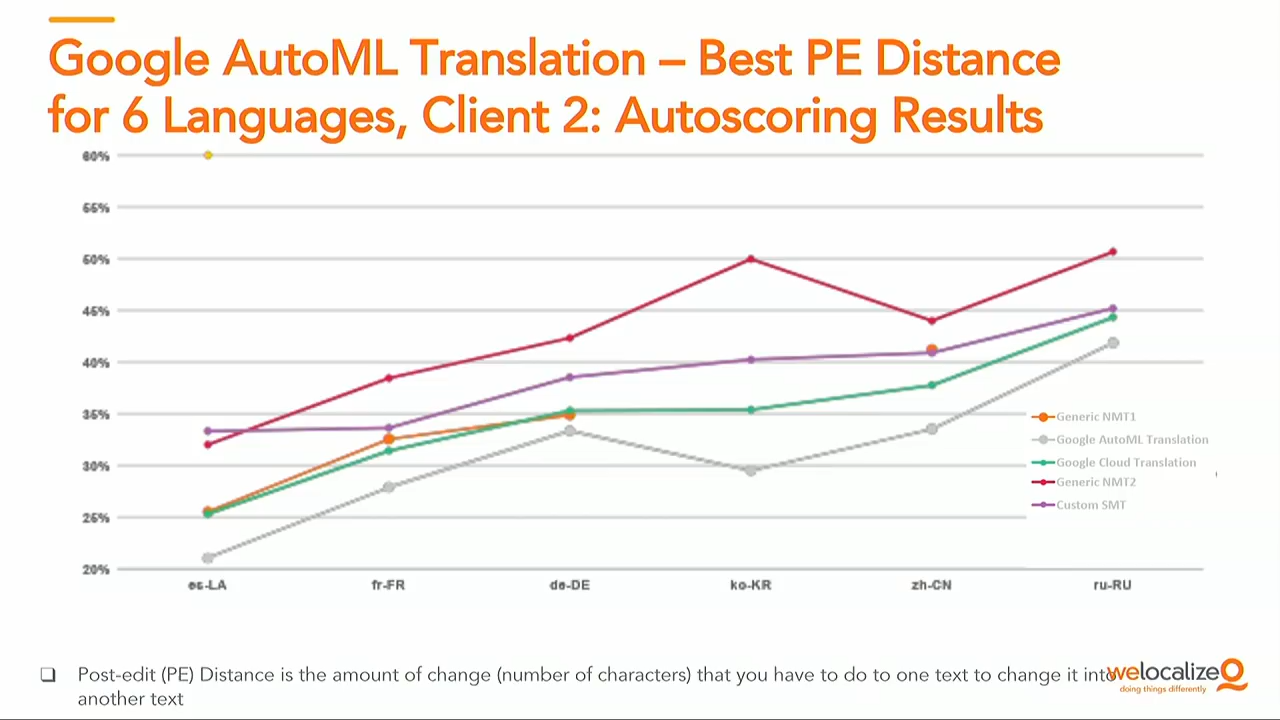 Google AutoML Translation – Best PE Distance
for 6 Languages, Client 2: Autoscoring Results
60%
55%
50%
45%
40%
35%
30%
25%
20%
Generic NMT1
Google AutoML Translation
Google Cloud Translation
Generic NMT2
Custom SMT
es-LA fr-FR de-DE ko-KR zh-CN ru-RU
Post-edit (PE) Distance is the amount of change (number of characters) that you have to do to one text to change it into
another text
welocalize
doing things differently